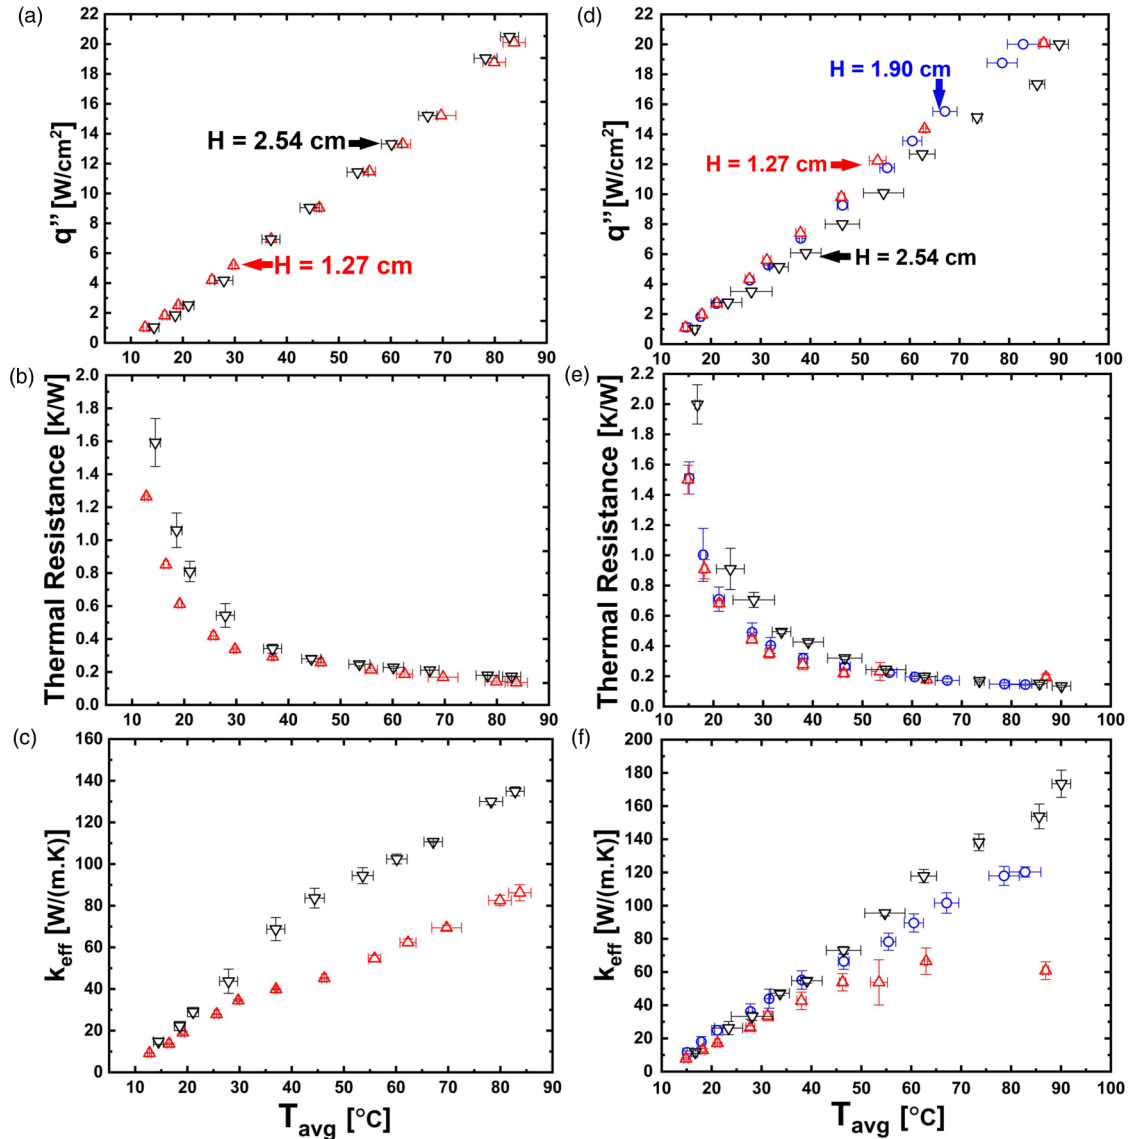 (a)
22
20
18
16
14
12
10
8
6
4
2
0
q” [W/cm²]
H = 2.54 cm
H = 1.27 cm
10 20 30 40 50 60 70 80 90
(b)
2.0
1.8
1.6
1.4
1.2
1.0
0.8
0.6
0.4
0.2
0.0
Thermal Resistance [K/W]
10 20 30 40 50 60 70 80 90
(c)
160
140
120
100
80
60
40
20
0
k_eff [W/(m.K)]
10 20 30 40 50 60 70 80 90
T_avg [°C]
(d)
22
20
18
16
14
12
10
8
6
4
2
0
q” [W/cm²]
H = 1.90 cm
H = 1.27 cm
H = 2.54 cm
10 20 30 40 50 60 70 80 90 100
(e)
2.2
2.0
1.8
1.6
1.4
1.2
1.0
0.8
0.6
0.4
0.2
0.0
Thermal Resistance [K/W]
10 20 30 40 50 60 70 80 90 100
(f)
200
180
160
140
120
100
80
60
40
20
0
k_eff [W/(m.K)]
10 20 30 40 50 60 70 80 90 100
T_avg [°C]